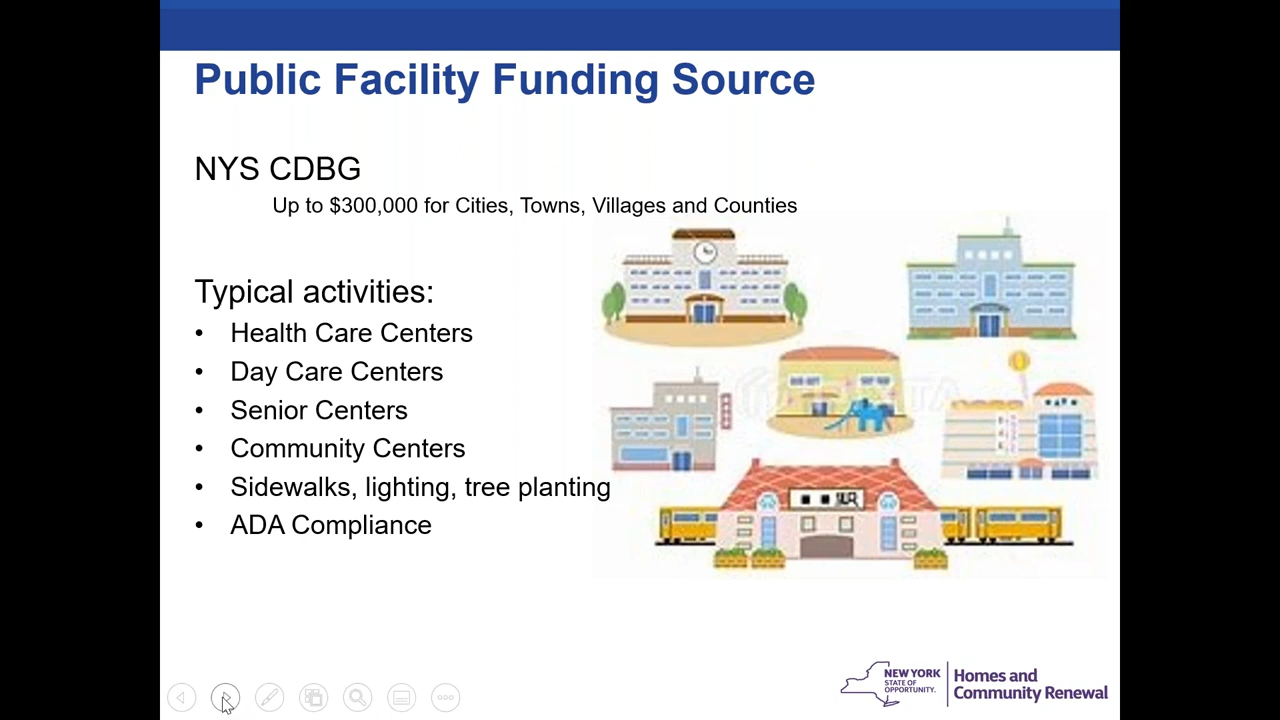 Public Facility Funding Source
NYS CDBG
Up to $300,000 for Cities, Towns, Villages and Counties
Typical activities:
• Health Care Centers
• Day Care Centers
• Senior Centers
• Community Centers
• Sidewalks, lighting, tree planting
• ADA Compliance
NEW YORK
STATE OF
OPPORTUNITY.
Homes and
Community Renewal